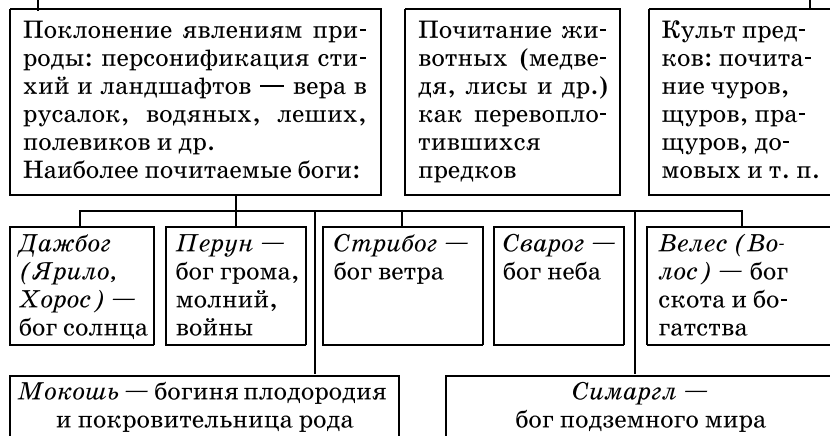 Поклонение явлениям при-
роды: персонификация сти-
хий и ландшафтов — вера в
русалок, водяных, леших,
полевиков и др.
Наиболее почитаемые боги:
Почитание жи-
вотных (медве-
дя, лисы и др.)
как перевопло-
тившихся
предков
Культ пред-
ков: почита-
ние чуров,
щуров, пра-
щуров, до-
мовых и т. п.
Дажбог
(Ярило,
Хорос) —
бог солнца
Перун —
бог грома,
молний,
войны
Стрибог —
бог ветра
Сварог —
бог неба
Велес (Во-
лос) — бог
скота и бо-
гатства
Мокошь — богиня плодородия
и покровительница рода
Симаргл —
бог подземного мира